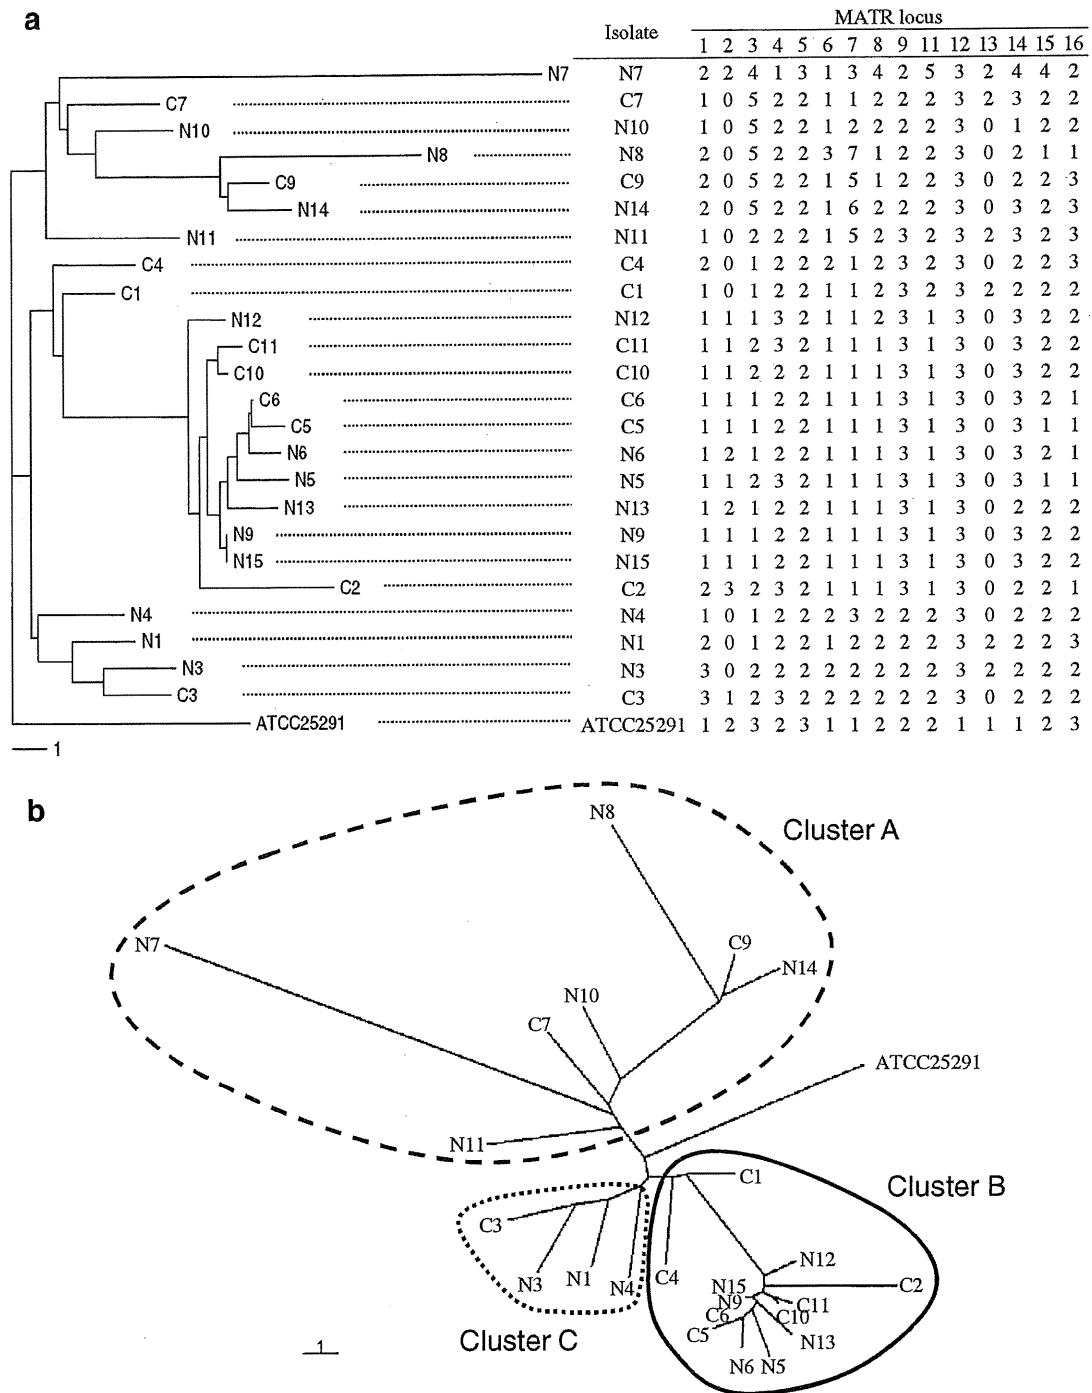 a
MATR locus
Isolate 1 2 3 4 5 6 7 8 9 11 12 13 14 15 16
N7 N7 2 2 4 1 3 1 3 4 2 5 3 2 4 4 2
C7 C7 1 0 5 2 2 1 1 2 2 2 3 2 3 2 2
N10 N10 1 0 5 2 2 1 2 2 2 2 3 0 1 2 2
N8 N8 2 0 5 2 2 3 7 1 2 2 3 0 2 1 1
C9 C9 2 0 5 2 2 1 5 1 2 2 3 0 2 2 3
N14 N14 2 0 5 2 2 1 6 2 2 2 3 0 3 2 3
N11 N11 1 0 2 2 2 1 5 2 3 2 3 2 3 2 3
C4 C4 2 0 1 2 2 2 1 2 3 2 3 0 2 2 3
C1 C1 1 0 1 2 2 1 1 2 3 2 3 2 2 2 2
N12 N12 1 1 1 3 2 1 1 2 3 1 3 0 3 2 2
C11 C11 1 1 2 3 2 1 1 1 3 1 3 0 3 2 2
C10 C10 1 1 2 2 2 1 1 1 3 1 3 0 3 2 2
C6 C6 1 1 1 2 2 1 1 1 3 1 3 0 3 2 1
C5 C5 1 1 1 2 2 1 1 1 3 1 3 0 3 1 1
N6 N6 1 2 1 2 2 1 1 1 3 1 3 0 3 2 1
N5 N5 1 1 2 3 2 1 1 1 3 1 3 0 3 1 1
N13 N13 1 2 1 2 2 1 1 1 3 1 3 0 2 2 2
N9 N9 1 1 1 2 2 1 1 1 3 1 3 0 3 2 2
N15 N15 1 1 1 2 2 1 1 1 3 1 3 0 3 2 2
C2 C2 2 3 2 3 2 1 1 1 3 1 3 0 2 2 1
N4 N4 1 0 1 2 2 2 3 2 2 2 3 0 2 2 2
N1 N1 2 0 1 2 2 1 2 2 2 2 3 2 2 2 3
N3 N3 3 0 2 2 2 2 2 2 2 2 3 2 2 2 2
C3 C3 3 1 2 3 2 2 2 2 2 2 3 0 2 2 2
ATCC25291 ATCC25291 1 2 3 2 3 1 1 2 2 2 1 1 1 2 3
1
b
N8
Cluster A
N7
C9
N14
N10
C7
ATCC25291
N11
C1
Cluster B
C3
N3
N1
N4
C4
N12
C2
N15
N9
C11
C6
C10
C5
N13
N6 N5
Cluster C
1